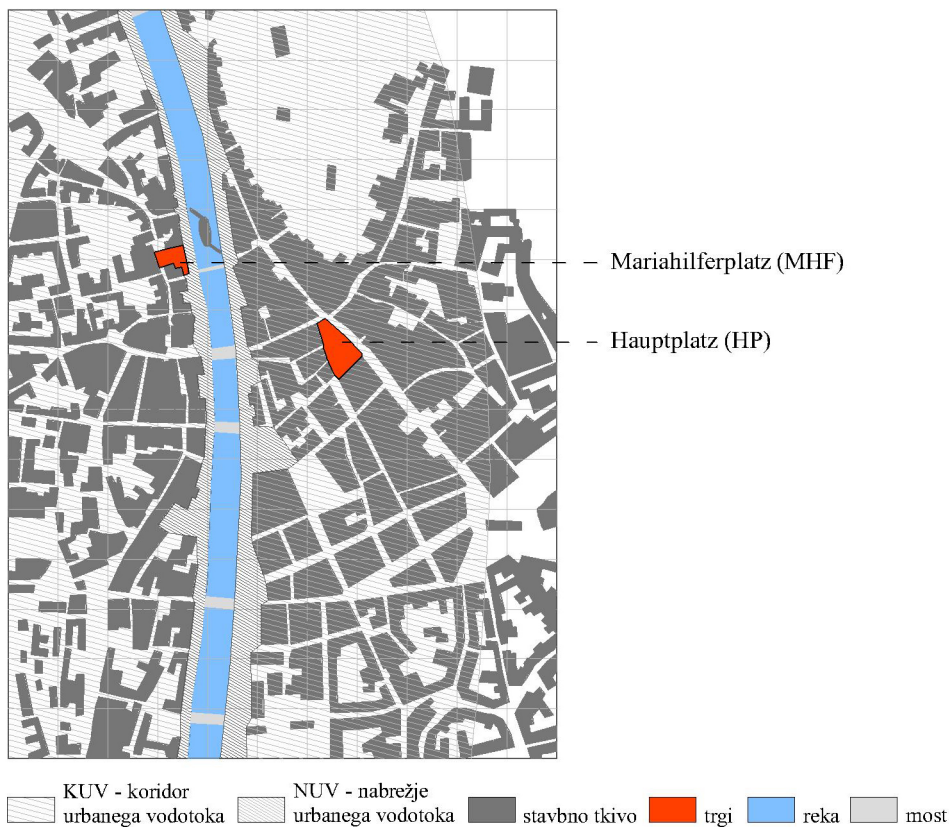 Mariahilferplatz (MHF)
Hauptplatz (HP)
KUV - koridor
urbanega vodotoka
NUV - nabrežje
urbanega vodotoka
stavbno tkivo
trgi
reka
most